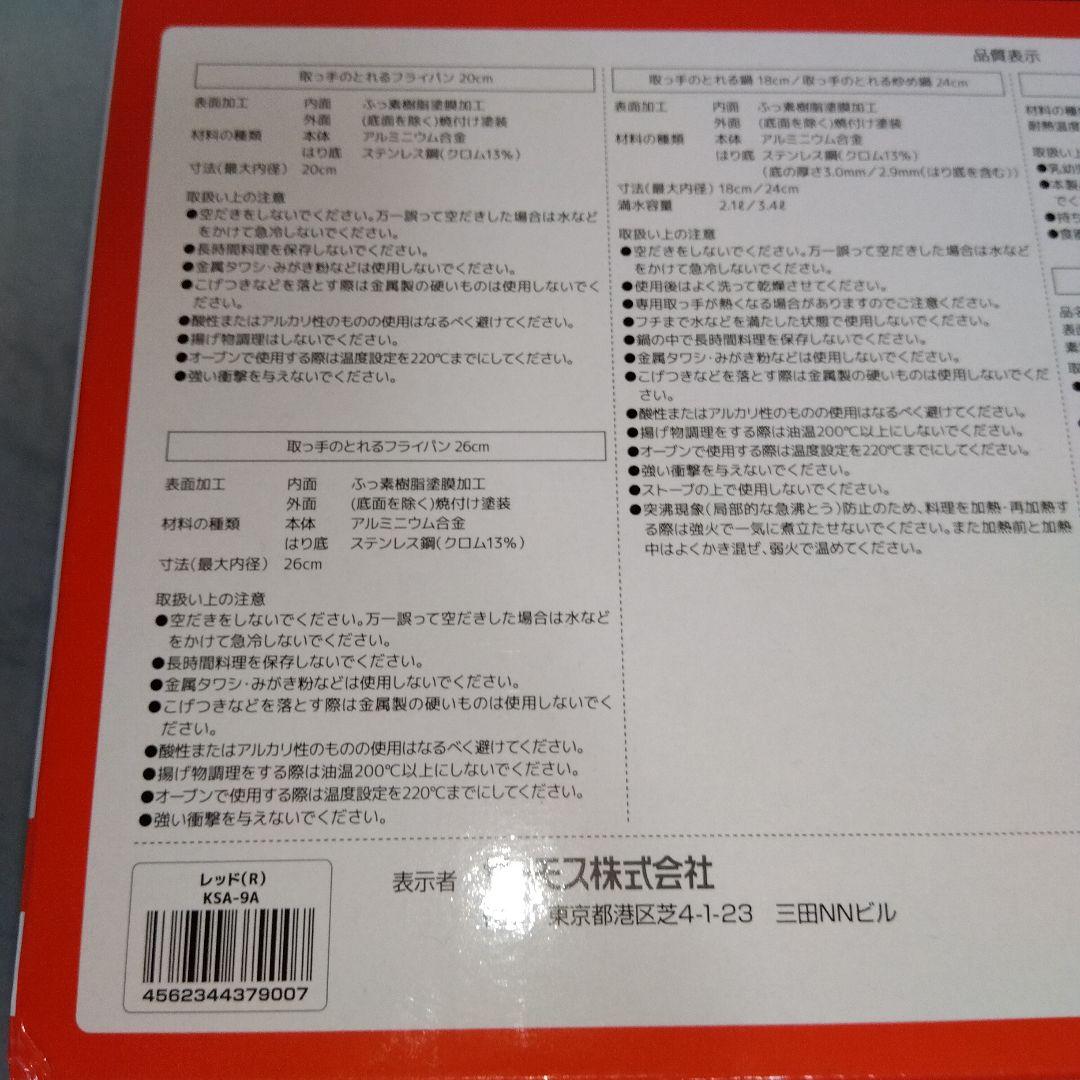 品質表示
取っ手のとれるフライパン 20cm
表面加工 内面 ふっ素樹脂塗膜加工
外面 (底面を除く)焼付け塗装
材料の種類 本体 アルミニウム合金
はり底 ステンレス鋼(クロム13%)
寸法(最大内径) 20cm
取扱い上の注意
●空だきをしないでください。万一誤って空だきした場合は水など
をかけて急冷しないでください。
●長時間料理を保存しないでください。
●金属タワシ・みがき粉などは使用しないでください。
●こげつきなどを落とす際は金属製の硬いものは使用しないでく
ださい。
●酸性またはアルカリ性のものの使用はなるべく避けてください。
●揚げ物調理はしないでください。
●オーブンで使用する際は温度設定を220℃までにしてください。
●強い衝撃を与えないでください。
取っ手のとれるフライパン 26cm
表面加工 内面 ふっ素樹脂塗膜加工
外面 (底面を除く)焼付け塗装
材料の種類 本体 アルミニウム合金
はり底 ステンレス鋼(クロム13%)
寸法(最大内径) 26cm
取扱い上の注意
●空だきをしないでください。万一誤って空だきした場合は水など
をかけて急冷しないでください。
●長時間料理を保存しないでください。
●金属タワシ・みがき粉などは使用しないでください。
●こげつきなどを落とす際は金属製の硬いものは使用しないでく
ださい。
●酸性またはアルカリ性のものの使用はなるべく避けてください。
●揚げ物調理をする際は油温200℃以上にしないでください。
●オーブンで使用する際は温度設定を220℃までにしてください。
●強い衝撃を与えないでください。
取っ手のとれる鍋 18cm/取っ手のとれる炒め鍋 24cm
表面加工 内面 ふっ素樹脂塗膜加工
外面 (底面を除く)焼付け塗装
材料の種類 本体 アルミニウム合金
はり底 ステンレス鋼(クロム13%)
(底の厚さ3.0mm/2.9mm(はり底を含む))
寸法(最大内径) 18cm/24cm
満水容量 2.1ℓ/3.4ℓ
取扱い上の注意
●空だきをしないでください。万一誤って空だきした場合は水など
をかけて急冷しないでください。
●使用後はよく洗って乾燥させてください。
●専用取っ手が熱くなる場合がありますのでご注意ください。
●フチまで水などを満たした状態で使用しないでください。
●鍋の中で長時間料理を保存しないでください。
●金属タワシ・みがき粉などは使用しないでください。
●こげつきなどを落とす際は金属製の硬いものは使用しないでくだ
さい。
●酸性またはアルカリ性のものの使用はなるべく避けてください。
●揚げ物調理をする際は油温200℃以上にしないでください。
●オーブンで使用する際は温度設定を220℃までにしてください。
●強い衝撃を与えないでください。
●ストーブの上で使用しないでください。
●突沸現象(局部的な急沸とう)防止のため、料理を加熱・再加熱す
る際は強火で一気に煮立たせないでください。また加熱前と加熱
中はよくかき混ぜ、弱火で温めてください。
材料の種
耐熱温度
取扱い上
●乳幼
●本製
でく
●持ち
●食器
品名
表
素
取
レッド(R)
KSA-9A
4562344379007
表示者 モス株式会社
東京都港区芝4-1-23 三田NNビル